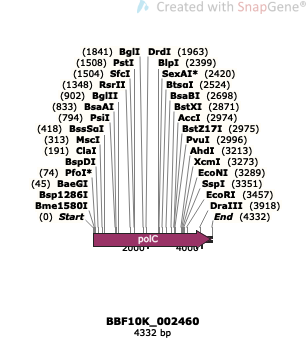 Created with SnapGene®
(1841) BglI DrdI (1963)
(1508) PstI BlpI (2399)
(1504) SfcI SexAI* (2420)
(1348) RsrII BtsαI (2524)
(902) BglII BsaBI (2698)
(833) BsaAI BstXI (2871)
(794) PsiI AccI (2974)
(418) BssSαI BstZ17I (2975)
(313) MscI PvuI (2996)
(191) ClaI AhdI (3213)
BspDI XcmI (3273)
(74) PfoI* EcoNI (3289)
(45) BaeGI SspI (3351)
Bsp1286I EcoRI (3457)
Bme1580I DraIII (3918)
(0) Start End (4332)
polC
2000 4000
BBF10K_002460
4332 bp